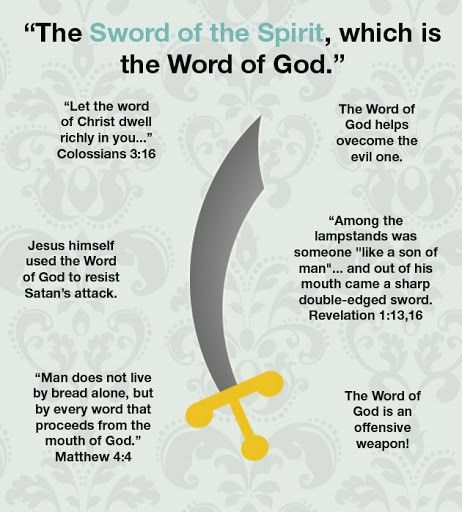 “The Sword of the Spirit, which is
the Word of God.”
“Let the word
of Christ dwell
richly in you...”
Colossians 3:16
The Word of
God helps
ovecome the
evil one.
Jesus himself
used the Word
of God to resist
Satan’s attack.
“Among the
lampstands was
someone "like a son of
man"... and out of his
mouth came a sharp
double-edged sword.
Revelation 1:13,16
“Man does not live
by bread alone, but
by every word that
proceeds from the
mouth of God.”
Matthew 4:4
The Word of
God is an
offensive
weapon!